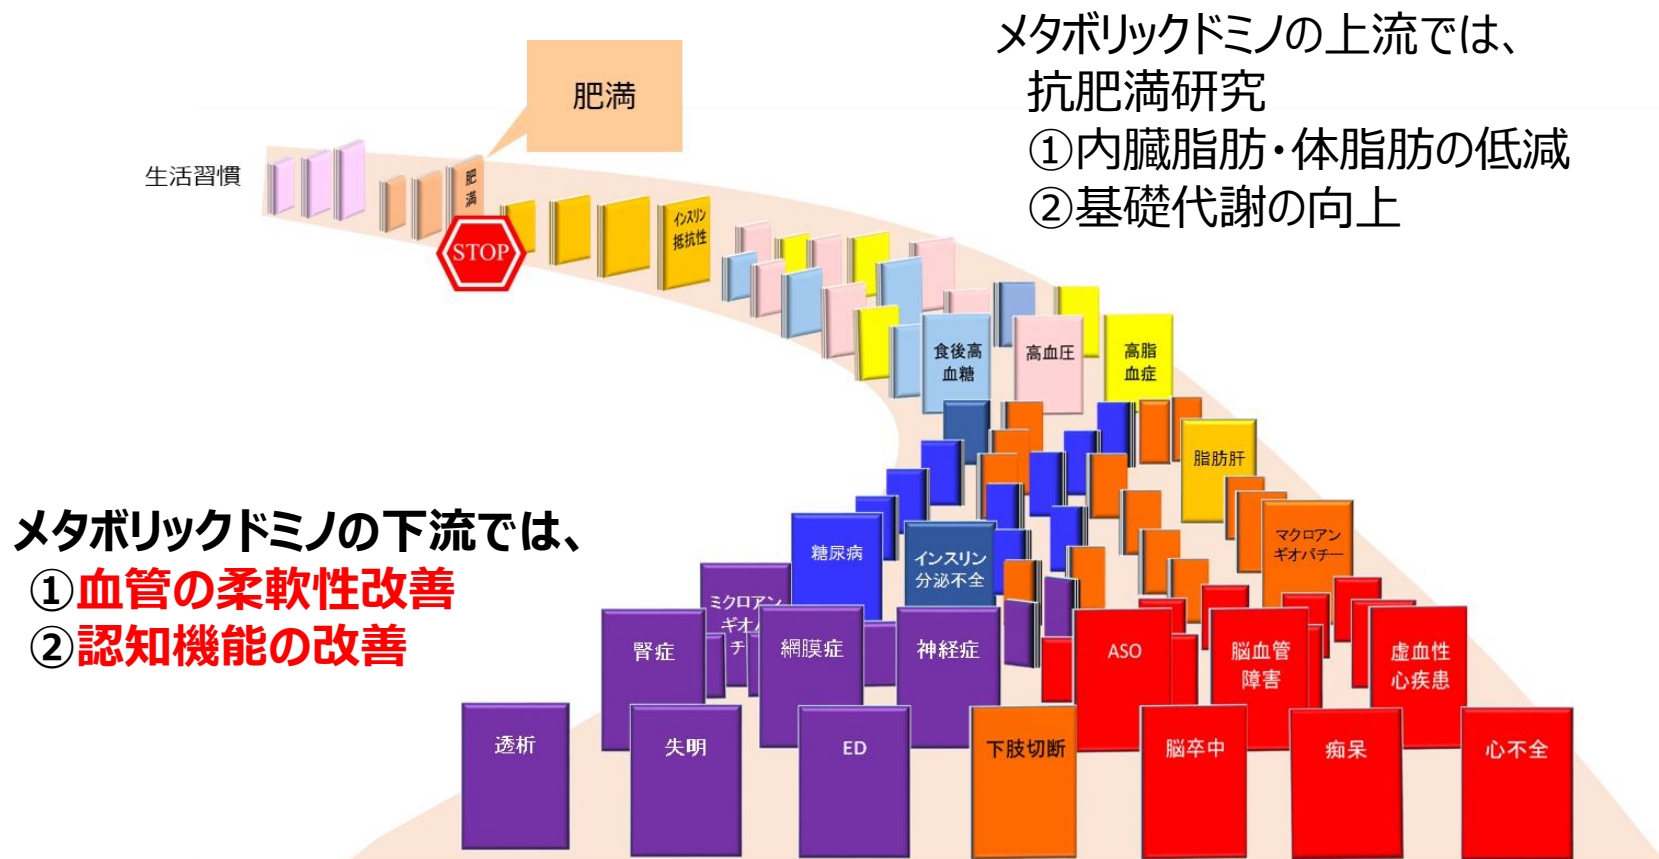 メタボリックドミノの上流では、
抗肥満研究
①内臓脂肪・体脂肪の低減
②基礎代謝の向上
肥満
生活習慣
肥
満
STOP
インスリン
抵抗性
食後高
血糖
高血圧
高脂
血症
脂肪肝
メタボリックドミノの下流では、
①血管の柔軟性改善
②認知機能の改善
糖尿病
インスリン
分泌不全
マクロアン
ギオパチー
ミクロアン
ギオパ
チ
腎症
網膜症
神経症
ASO
脳血管
障害
虚血性
心疾患
透析
失明
ED
下肢切断
脳卒中
痴呆
心不全